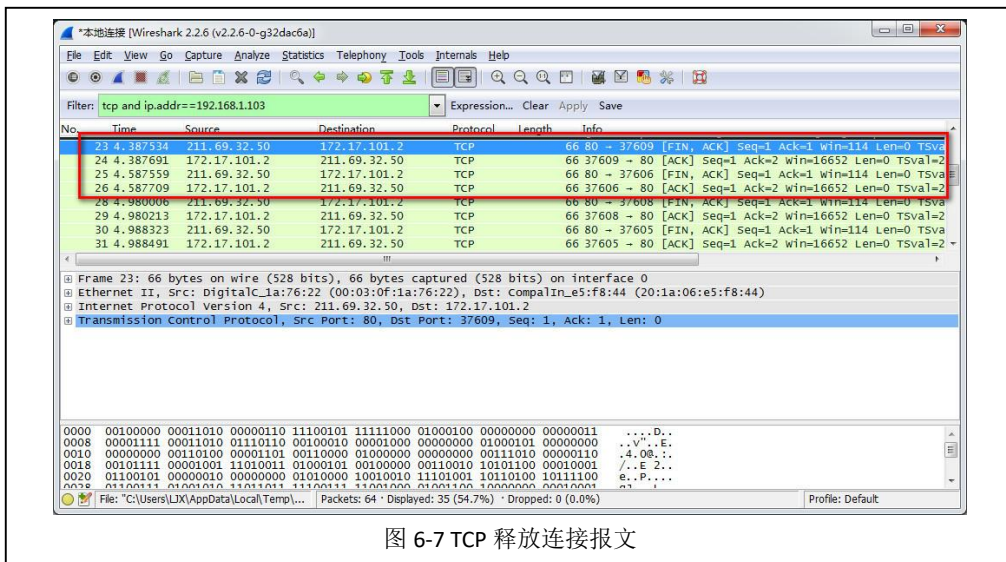 *本地连接 [Wireshark 2.2.6 (v2.2.6-0-g32dac6a)]
File Edit View Go Capture Analyze Statistics Telephony Tools Internals Help
Filter: tcp and ip.addr==192.168.1.103 Expression... Clear Apply Save
No. Time Source Destination Protocol Length Info
23 4.387534 211.69.32.50 172.17.101.2 TCP 66 80 → 37609 [FIN, ACK] Seq=1 Ack=1 Win=114 Len=0 TSva
24 4.387691 172.17.101.2 211.69.32.50 TCP 66 37609 → 80 [ACK] Seq=1 Ack=2 Win=16652 Len=0 TSval=2
25 4.587559 211.69.32.50 172.17.101.2 TCP 66 80 → 37606 [FIN, ACK] Seq=1 Ack=1 Win=114 Len=0 TSva
26 4.587709 172.17.101.2 211.69.32.50 TCP 66 37606 → 80 [ACK] Seq=1 Ack=2 Win=16652 Len=0 TSval=2
28 4.980006 211.69.32.50 172.17.101.2 TCP 66 80 → 37608 [FIN, ACK] Seq=1 Ack=1 Win=114 Len=0 TSva
29 4.980213 172.17.101.2 211.69.32.50 TCP 66 37608 → 80 [ACK] Seq=1 Ack=2 Win=16652 Len=0 TSval=2
30 4.988323 211.69.32.50 172.17.101.2 TCP 66 80 → 37605 [FIN, ACK] Seq=1 Ack=1 Win=114 Len=0 TSva
31 4.988491 172.17.101.2 211.69.32.50 TCP 66 37605 → 80 [ACK] Seq=1 Ack=2 Win=16652 Len=0 TSval=2
Frame 23: 66 bytes on wire (528 bits), 66 bytes captured (528 bits) on interface 0
Ethernet II, Src: DigitalC_1a:76:22 (00:03:0f:1a:76:22), Dst: CompalIn_e5:f8:44 (20:1a:06:e5:f8:44)
Internet Protocol Version 4, Src: 211.69.32.50, Dst: 172.17.101.2
Transmission Control Protocol, Src Port: 80, Dst Port: 37609, Seq: 1, Ack: 1, Len: 0
0000 00100000 00011010 00000110 11100101 11111000 01000100 00000000 00000011 ....D..
0008 00001111 00011010 01110110 00100010 00001000 00000000 01000101 00000000 ..v"..E.
0010 00000000 00110100 00001101 00110000 01000000 00000000 00111010 00000110 .4.0@.:.
0018 00101111 00001001 11010011 01000101 00100000 00110010 10101100 00010001 /..E 2..
0020 01100101 00000010 00000000 01010000 10010010 11101001 10110100 10111100 e..P....
File: "C:\Users\LJX\AppData\Local\Temp\... Packets: 64 · Displayed: 35 (54.7%) · Dropped: 0 (0.0%) Profile: Default
图 6-7 TCP 释放连接报文